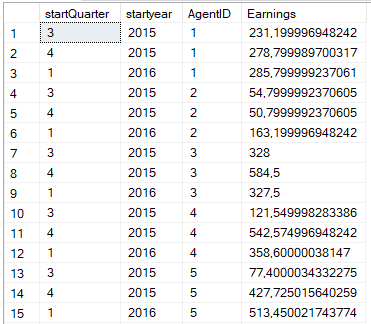 startQuarter startyear AgentID Earnings
1 3 2015 1 231,199996948242
2 4 2015 1 278,799989700317
3 1 2016 1 285,799999237061
4 3 2015 2 54,7999992370605
5 4 2015 2 50,7999992370605
6 1 2016 2 163,799996948242
7 3 2015 3 328
8 4 2015 3 584,5
9 1 2016 3 327,5
10 3 2015 4 121,549998283386
11 4 2015 4 542,574996948242
12 1 2016 4 358,60000038147
13 3 2015 5 77,4000034332275
14 4 2015 5 427,725015640259
15 1 2016 5 513,450021743774